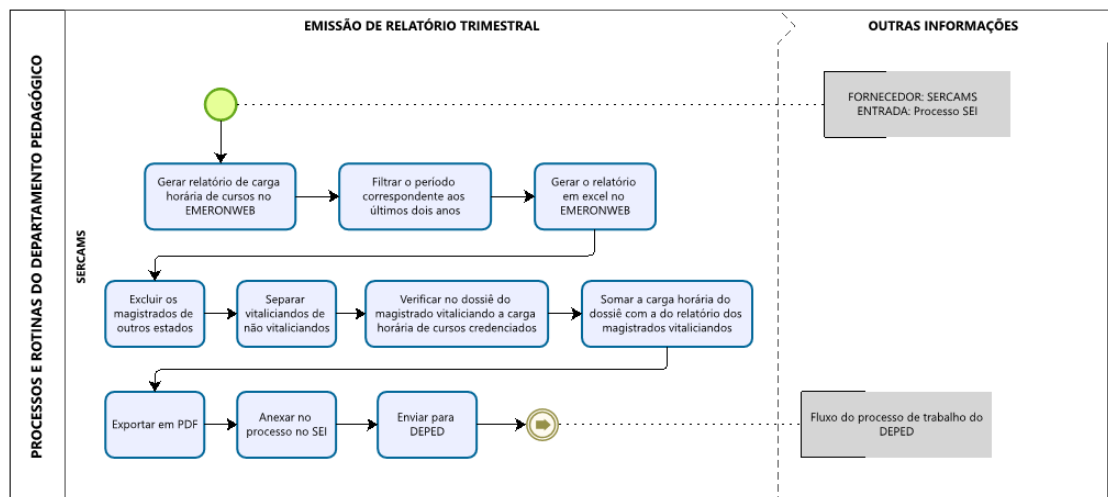 PROCESSOS E ROTINAS DO DEPARTAMENTO PEDAGÓGICO
EMISSÃO DE RELATÓRIO TRIMESTRAL
OUTRAS INFORMAÇÕES
SERCAMS
FORNECEDOR: SERCAMS
ENTRADA: Processo SEI
Gerar relatório de carga
horária de cursos no
EMERONWEB
Filtrar o período
correspondente aos
últimos dois anos
Gerar o relatório
em excel no
EMERONWEB
Excluir os
magistrados de
outros estados
Separar
vitaliciandos de
não vitaliciandos
Verificar no dossiê do
magistrado vitaliciando a carga
horária de cursos credenciados
Somar a carga horária do
dossiê com a do relatório dos
magistrados vitaliciandos
Exportar em PDF
Anexar no
processo no SEI
Enviar para
DEPED
Fluxo do processo de trabalho do
DEPED